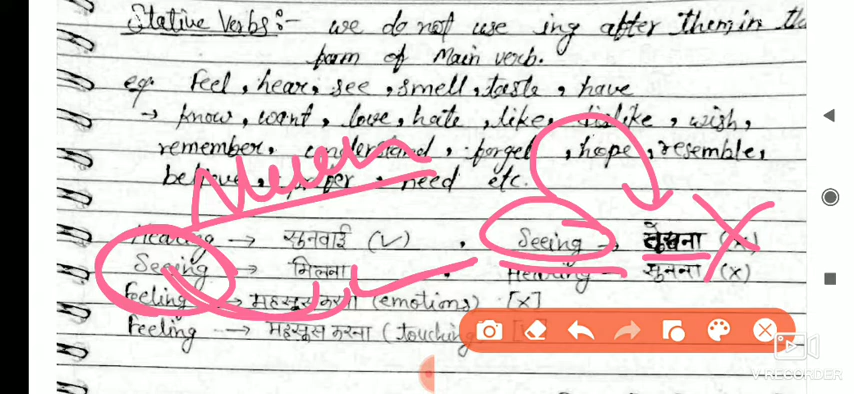 Stative Verbs:- we do not use ing after them in the
form of Main verb.
eg. Feel, hear, see, smell, taste, have
→ know, want, love, hate, like, dislike, wish,
remember, understand, forget, hope, resemble,
believe, prefer, need etc.
Hearing → सुनवाई (✓) , Seeing → देखना (x)
Seeing → मिलना , Hearing → सुनना (x)
Feeling → महसूस करना (emotions) [x]
Feeling → महसूस करना (touching)
V RECORDER